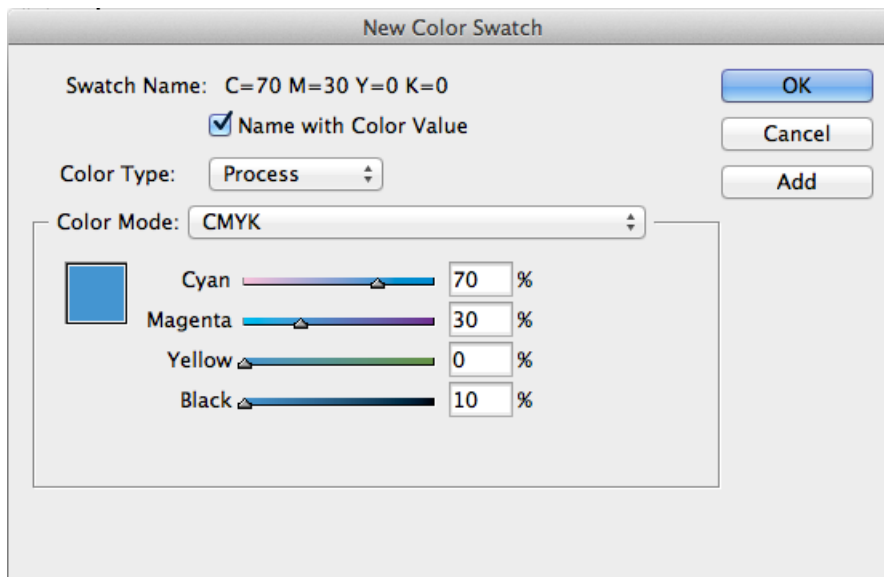 New Color Swatch
Swatch Name: C=70 M=30 Y=0 K=0
OK
Name with Color Value
Cancel
Color Type: Process
Add
Color Mode: CMYK
Cyan 70 %
Magenta 30 %
Yellow 0 %
Black 10 %